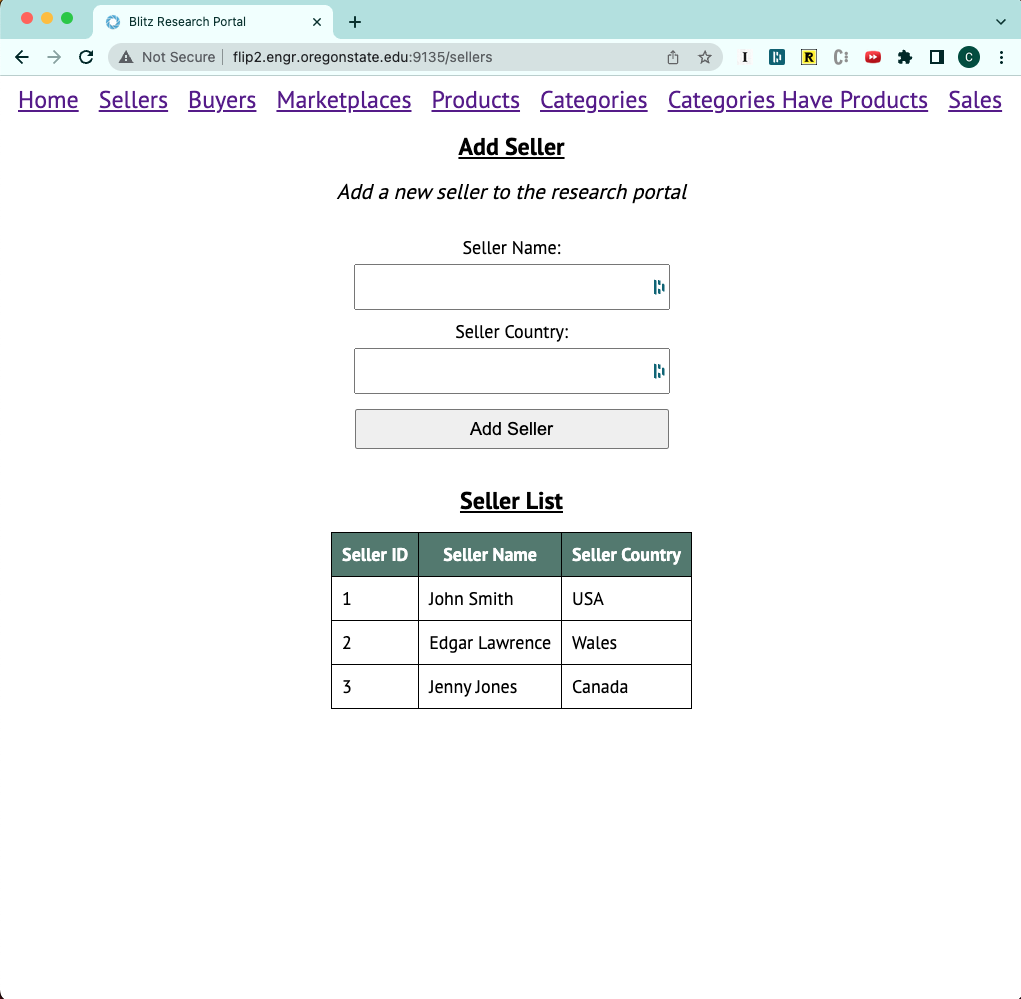 Blitz Research Portal
Not Secure flip2.engr.oregonstate.edu:9135/sellers
I R C C
Home Sellers Buyers Marketplaces Products Categories Categories Have Products Sales
Add Seller
Add a new seller to the research portal
Seller Name:
Seller Country:
Add Seller
Seller List
Seller ID Seller Name Seller Country
1 John Smith USA
2 Edgar Lawrence Wales
3 Jenny Jones Canada